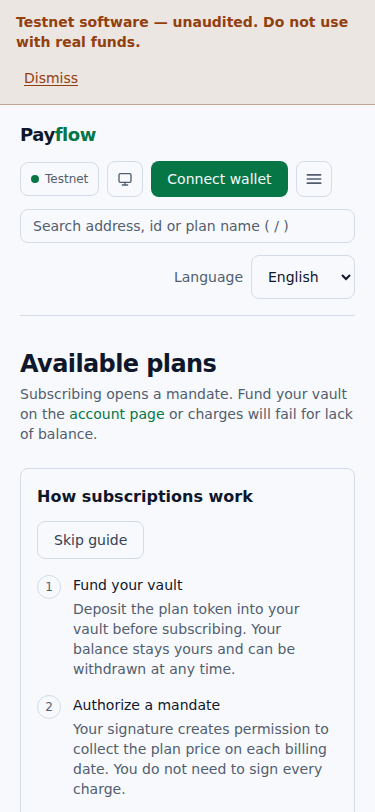 Testnet software — unaudited. Do not use
with real funds.
Dismiss
Payflow
Testnet
Connect wallet
Search address, id or plan name ( / )
Language
English
Available plans
Subscribing opens a mandate. Fund your vault
on the account page or charges will fail for lack
of balance.
How subscriptions work
Skip guide
1
Fund your vault
Deposit the plan token into your
vault before subscribing. Your
balance stays yours and can be
withdrawn at any time.
2
Authorize a mandate
Your signature creates permission to
collect the plan price on each billing
date. You do not need to sign every
charge.